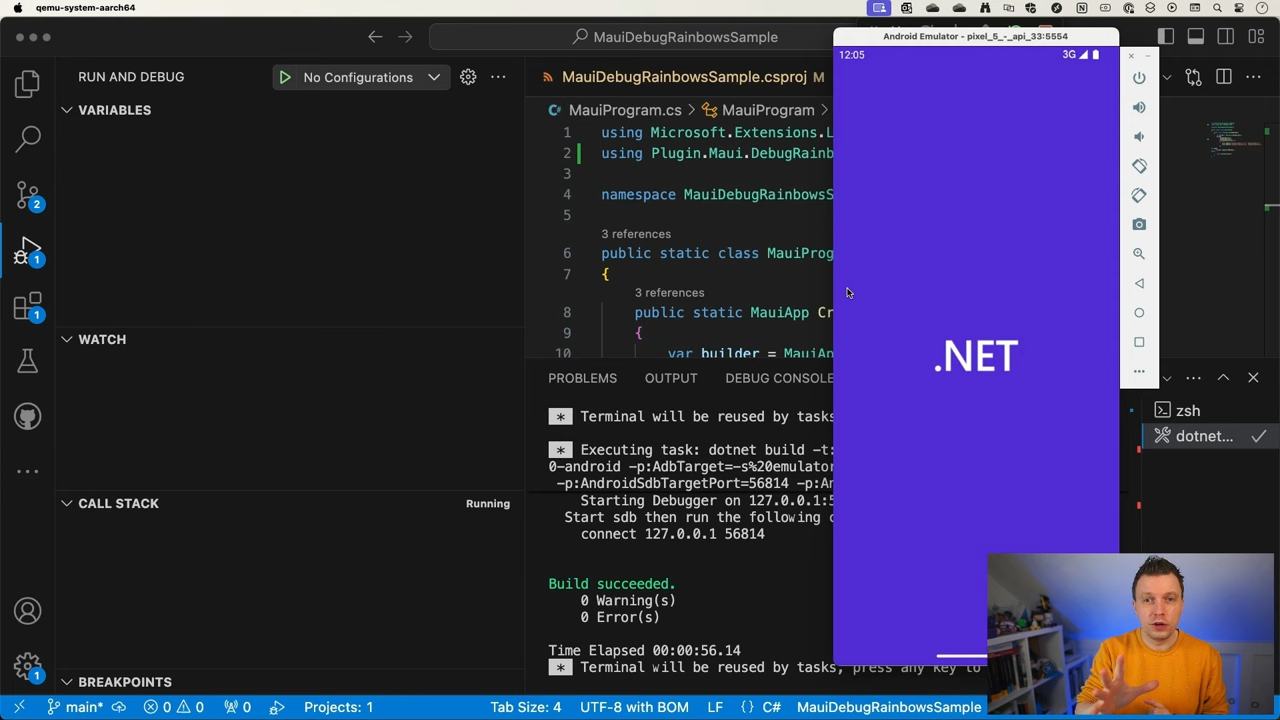 qemu-system-aarch64
MauiDebugRainbowsSample
Android Emulator - pixel_5_-_api_33:5554
RUN AND DEBUG
No Configurations
MauiDebugRainbowsSample.csproj M
12:05
3G
VARIABLES
MauiProgram.cs > MauiProgram >
1 using Microsoft.Extensions.L
2 using Plugin.Maui.DebugRainb
3
4 namespace MauiDebugRainbowsS
5
3 references
6 public static class MauiProg
7 {
3 references
8 public static MauiApp Cr
9 {
10 var builder = MauiAp
.NET
WATCH
PROBLEMS OUTPUT DEBUG CONSOLE
* Terminal will be reused by tasks
zsh
dotnet...
* Executing task: dotnet build -t:
0-android -p:AdbTarget=-s%20emulator
-p:AndroidSdbTargetPort=56814 -p:An
Starting Debugger on 127.0.0.1:5
Start sdb then run the following c
connect 127.0.0.1 56814
CALL STACK
Running
Build succeeded.
0 Warning(s)
0 Error(s)
Time Elapsed 00:00:56.14
* Terminal will be reused by tasks, press any key to
BREAKPOINTS
2
1
1
1
main* 0 0 0 Projects: 1 Tab Size: 4 UTF-8 with BOM LF {} C# MauiDebugRainbowsSample